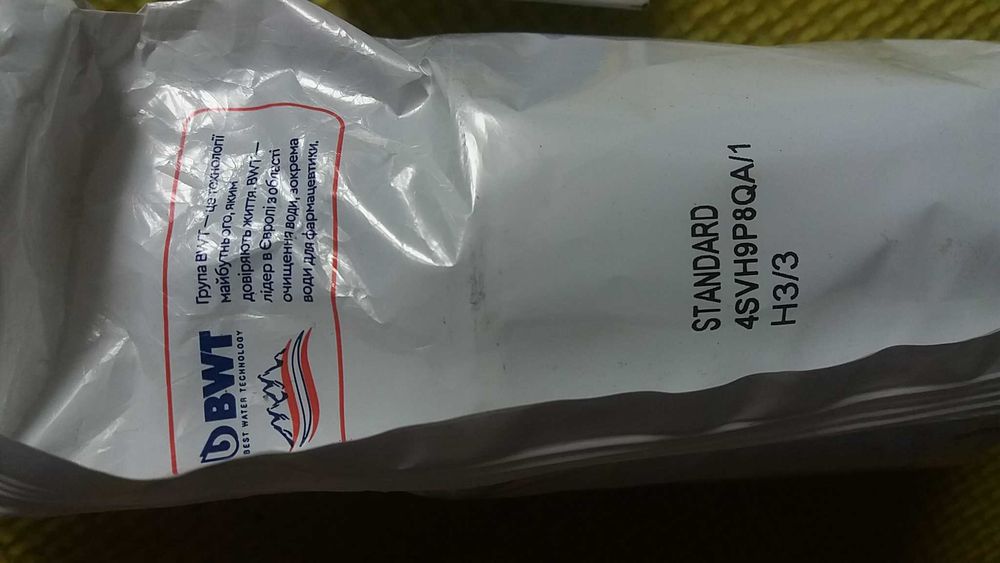 BWT
BEST WATER TECHNOLOGY
Група BWT — це технології
майбутнього, яким
довіряють життя. BWT —
лідер в Європі з області
очищення води, зокрема
води для фармацевтики.
STANDARD
4SVH9P8QA/1
H3/3